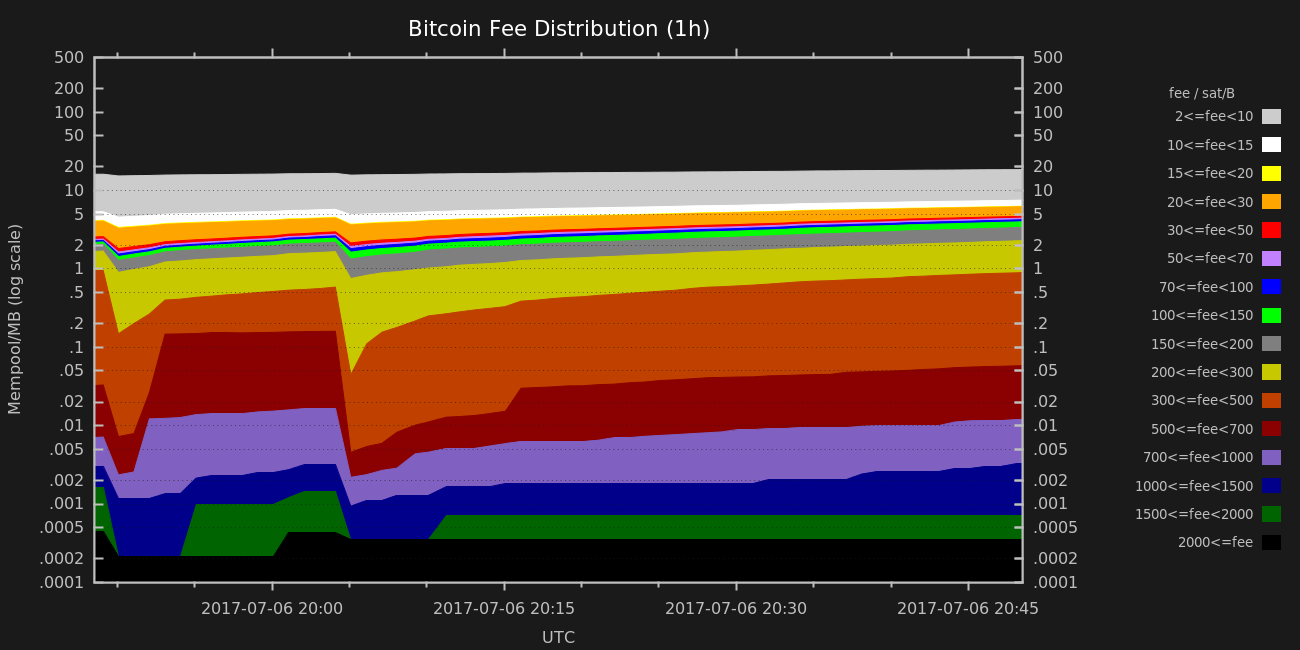 Bitcoin Fee Distribution (1h)
500
200
100
50
20
10
5
2
1
.5
.2
.1
.05
.02
.01
.005
.002
.001
.0005
.0002
.0001
Mempool/MB (log scale)
500
200
100
50
20
10
5
2
1
.5
.2
.1
.05
.02
.01
.005
.002
.001
.0005
.0002
.0001
2017-07-06 20:00 2017-07-06 20:15 2017-07-06 20:30 2017-07-06 20:45
UTC
fee / sat/B
2<=fee<10
10<=fee<15
15<=fee<20
20<=fee<30
30<=fee<50
50<=fee<70
70<=fee<100
100<=fee<150
150<=fee<200
200<=fee<300
300<=fee<500
500<=fee<700
700<=fee<1000
1000<=fee<1500
1500<=fee<2000
2000<=fee